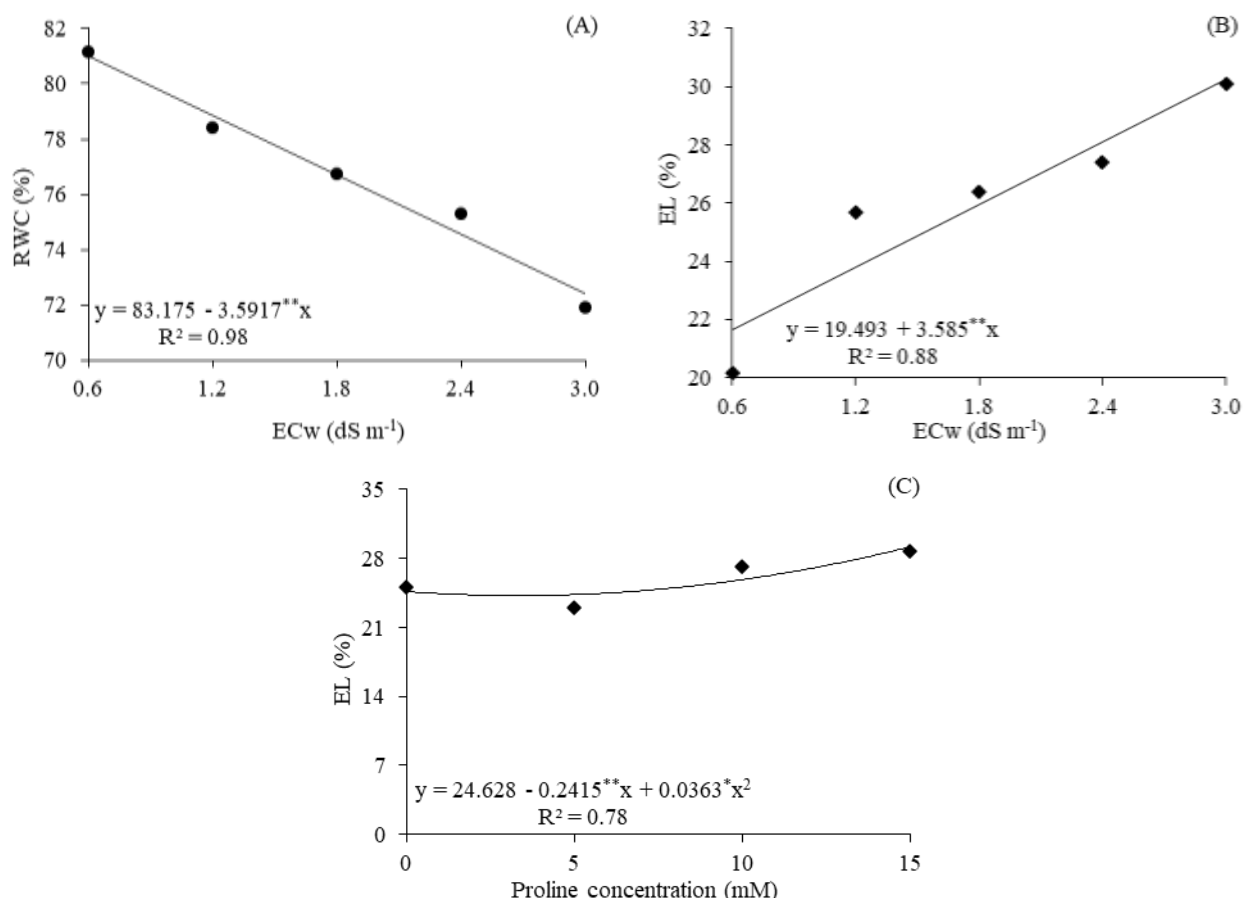 (A)
82
80
78
76
74
72
70
RWC (%)
y = 83.175 - 3.5917**x
R² = 0.98
0.6 1.2 1.8 2.4 3.0
ECw (dS m⁻¹)
(B)
32
30
28
26
24
22
20
EL (%)
y = 19.493 + 3.585**x
R² = 0.88
0.6 1.2 1.8 2.4 3.0
ECw (dS m⁻¹)
(C)
35
28
21
14
7
0
EL (%)
y = 24.628 - 0.2415**x + 0.0363*x²
R² = 0.78
0 5 10 15
Proline concentration (mM)